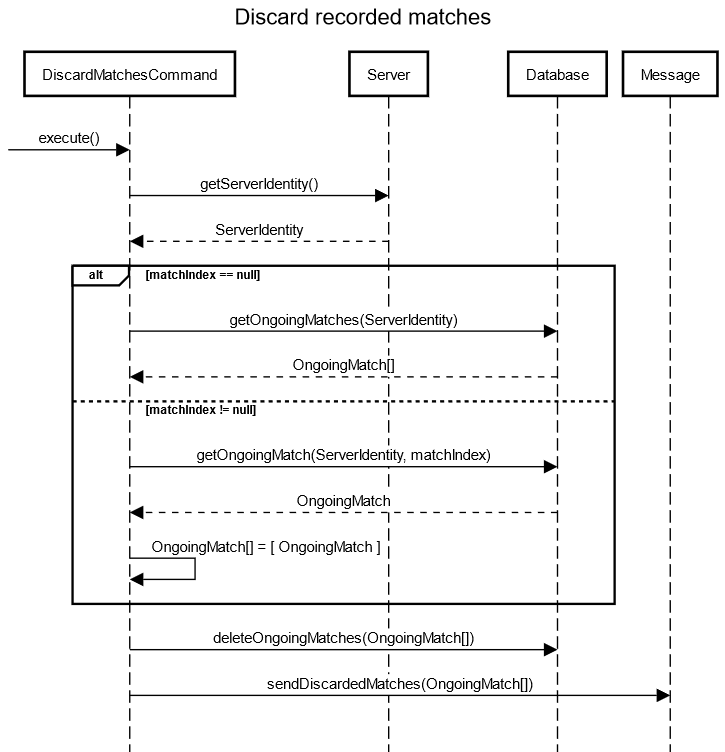 Discard recorded matches
DiscardMatchesCommand
Server
Database
Message
execute()
getServerIdentity()
ServerIdentity
alt
[matchIndex == null]
getOngoingMatches(ServerIdentity)
OngoingMatch[]
[matchIndex != null]
getOngoingMatch(ServerIdentity, matchIndex)
OngoingMatch
OngoingMatch[] = [ OngoingMatch ]
deleteOngoingMatches(OngoingMatch[])
sendDiscardedMatches(OngoingMatch[])